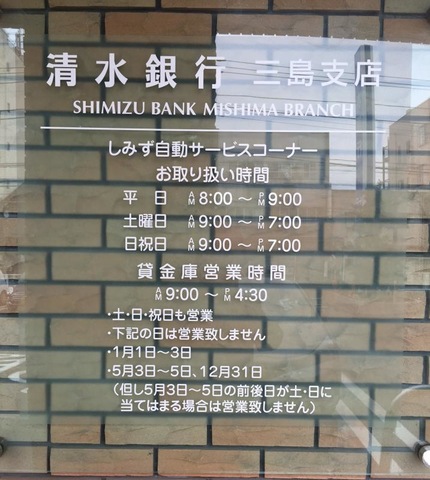 清水銀行 三島支店
SHIMIZU BANK MISHIMA BRANCH
しみず自動サービスコーナー
お取り扱い時間
平 日 AM8:00～PM9:00
土曜日 AM9:00～PM7:00
日祝日 AM9:00～PM7:00
貸金庫営業時間
AM9:00～PM4:30
・土・日・祝日も営業
・下記の日は営業致しません
・1月1日～3日
・5月3日～5日、12月31日
（但し5月3日～5日の前後日が土・日に
当てはまる場合は営業致しません）